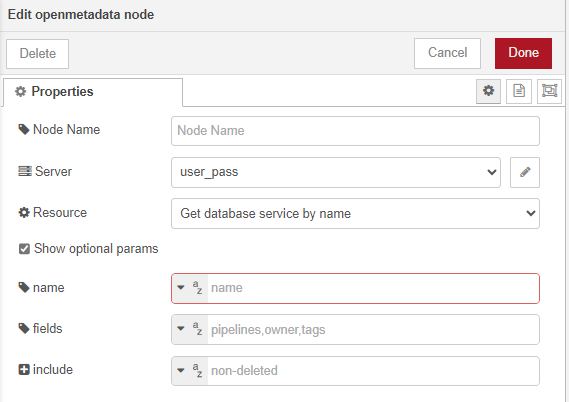 Edit openmetadata node
Delete
Cancel
Done
Properties
Node Name
Node Name
Server
user_pass
Resource
Get database service by name
Show optional params
name
a
z
name
fields
a
z
pipelines,owner,tags
include
a
z
non-deleted